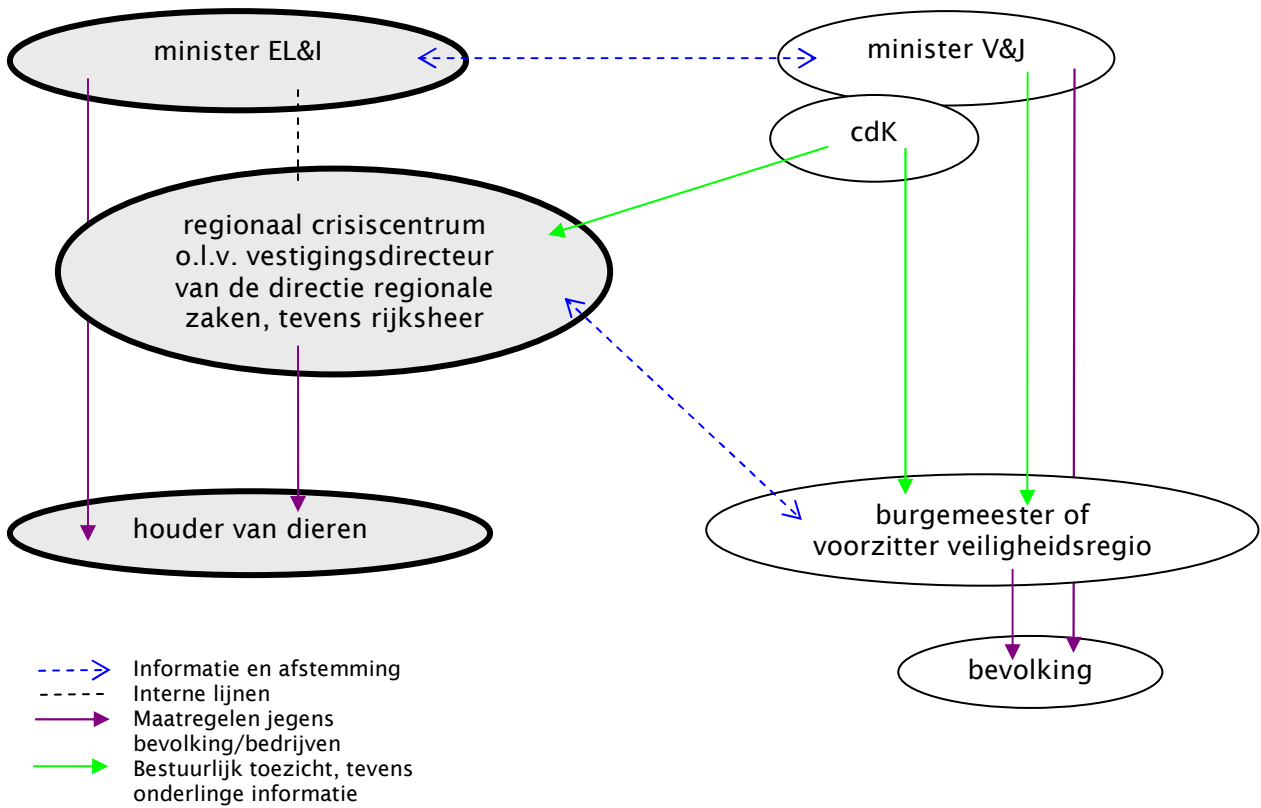 minister EL&I
minister V&J
cdK
regionaal crisiscentrum
o.l.v. vestigingsdirecteur
van de directie regionale
zaken, tevens rijksheer
houder van dieren
burgemeester of
voorzitter veiligheidsregio
bevolking
Informatie en afstemming
Interne lijnen
Maatregelen jegens
bevolking/bedrijven
Bestuurlijk toezicht, tevens
onderlinge informatie